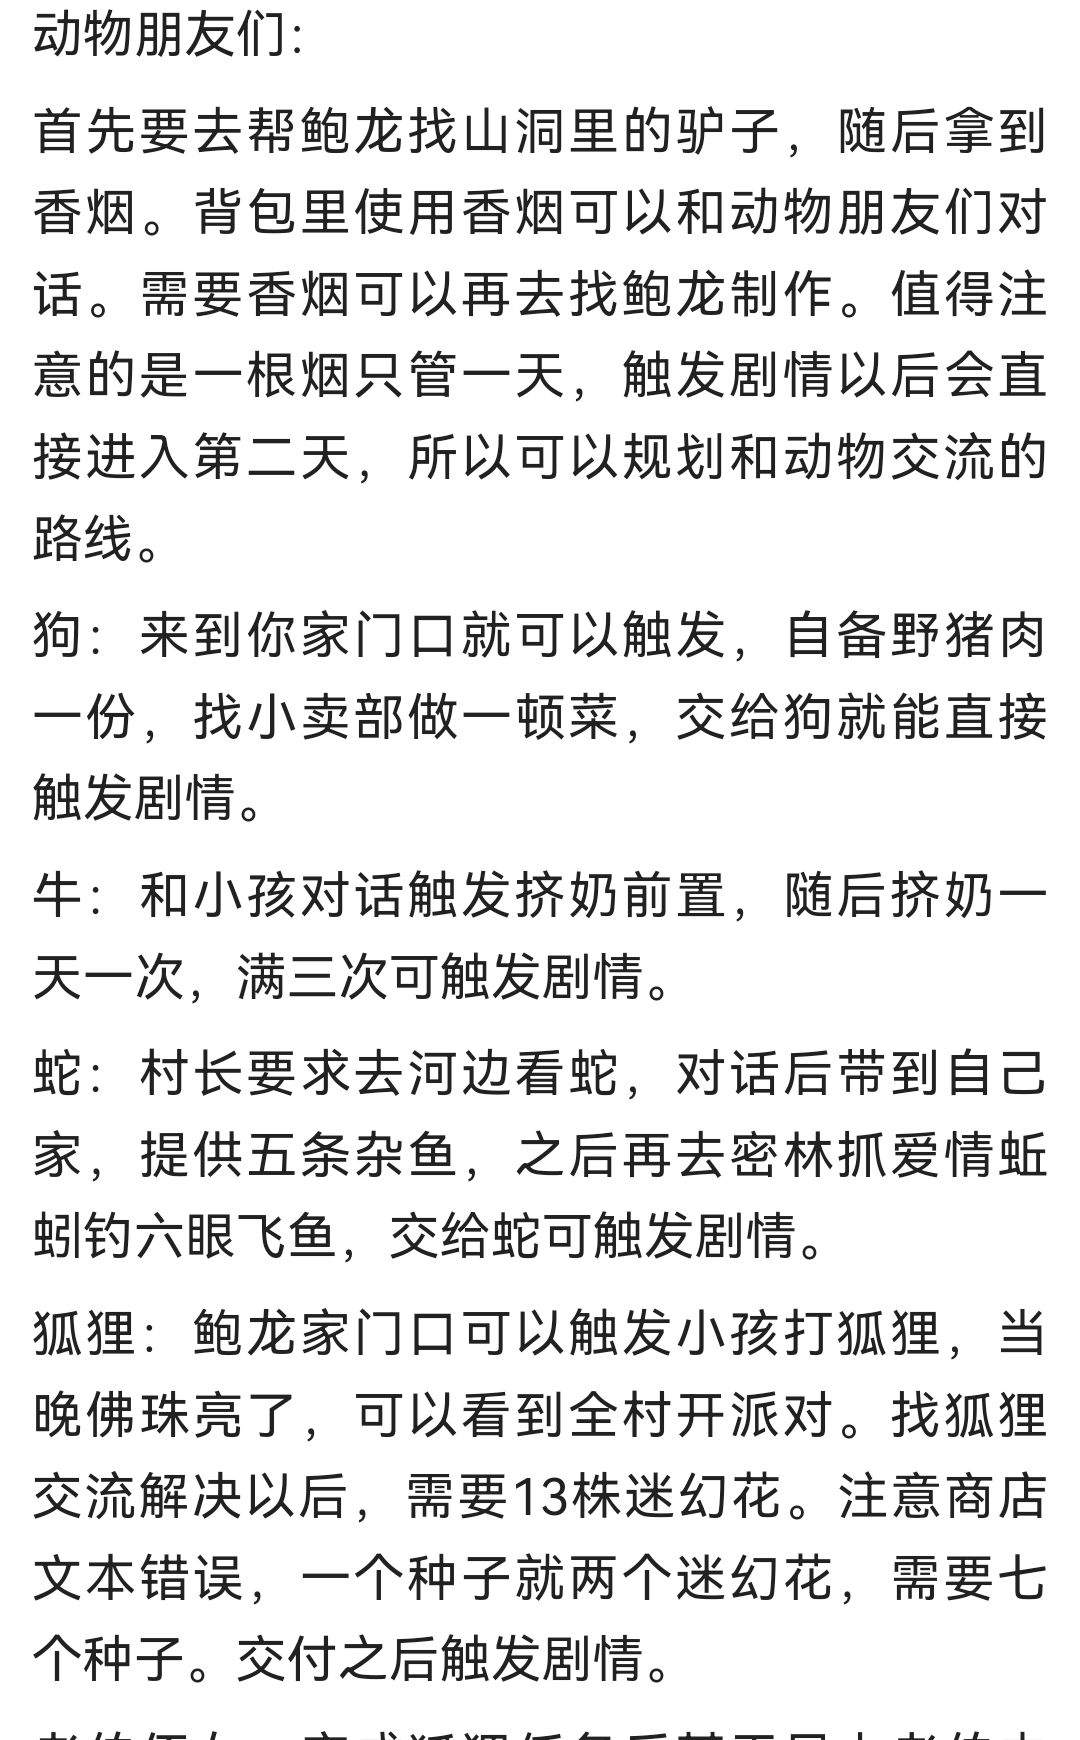 动物朋友们：
首先要去帮鲍龙找山洞里的驴子，随后拿到
香烟。背包里使用香烟可以和动物朋友们对
话。需要香烟可以再去找鲍龙制作。值得注
意的是一根烟只管一天，触发剧情以后会直
接进入第二天，所以可以规划和动物交流的
路线。
狗：来到你家门口就可以触发，自备野猪肉
一份，找小卖部做一顿菜，交给狗就能直接
触发剧情。
牛：和小孩对话触发挤奶前置，随后挤奶一
天一次，满三次可触发剧情。
蛇：村长要求去河边看蛇，对话后带到自己
家，提供五条杂鱼，之后再去密林抓爱情蚯
蚓钓六眼飞鱼，交给蛇可触发剧情。
狐狸：鲍龙家门口可以触发小孩打狐狸，当
晚佛珠亮了，可以看到全村开派对。找狐狸
交流解决以后，需要13株迷幻花。注意商店
文本错误，一个种子就两个迷幻花，需要七
个种子。交付之后触发剧情。